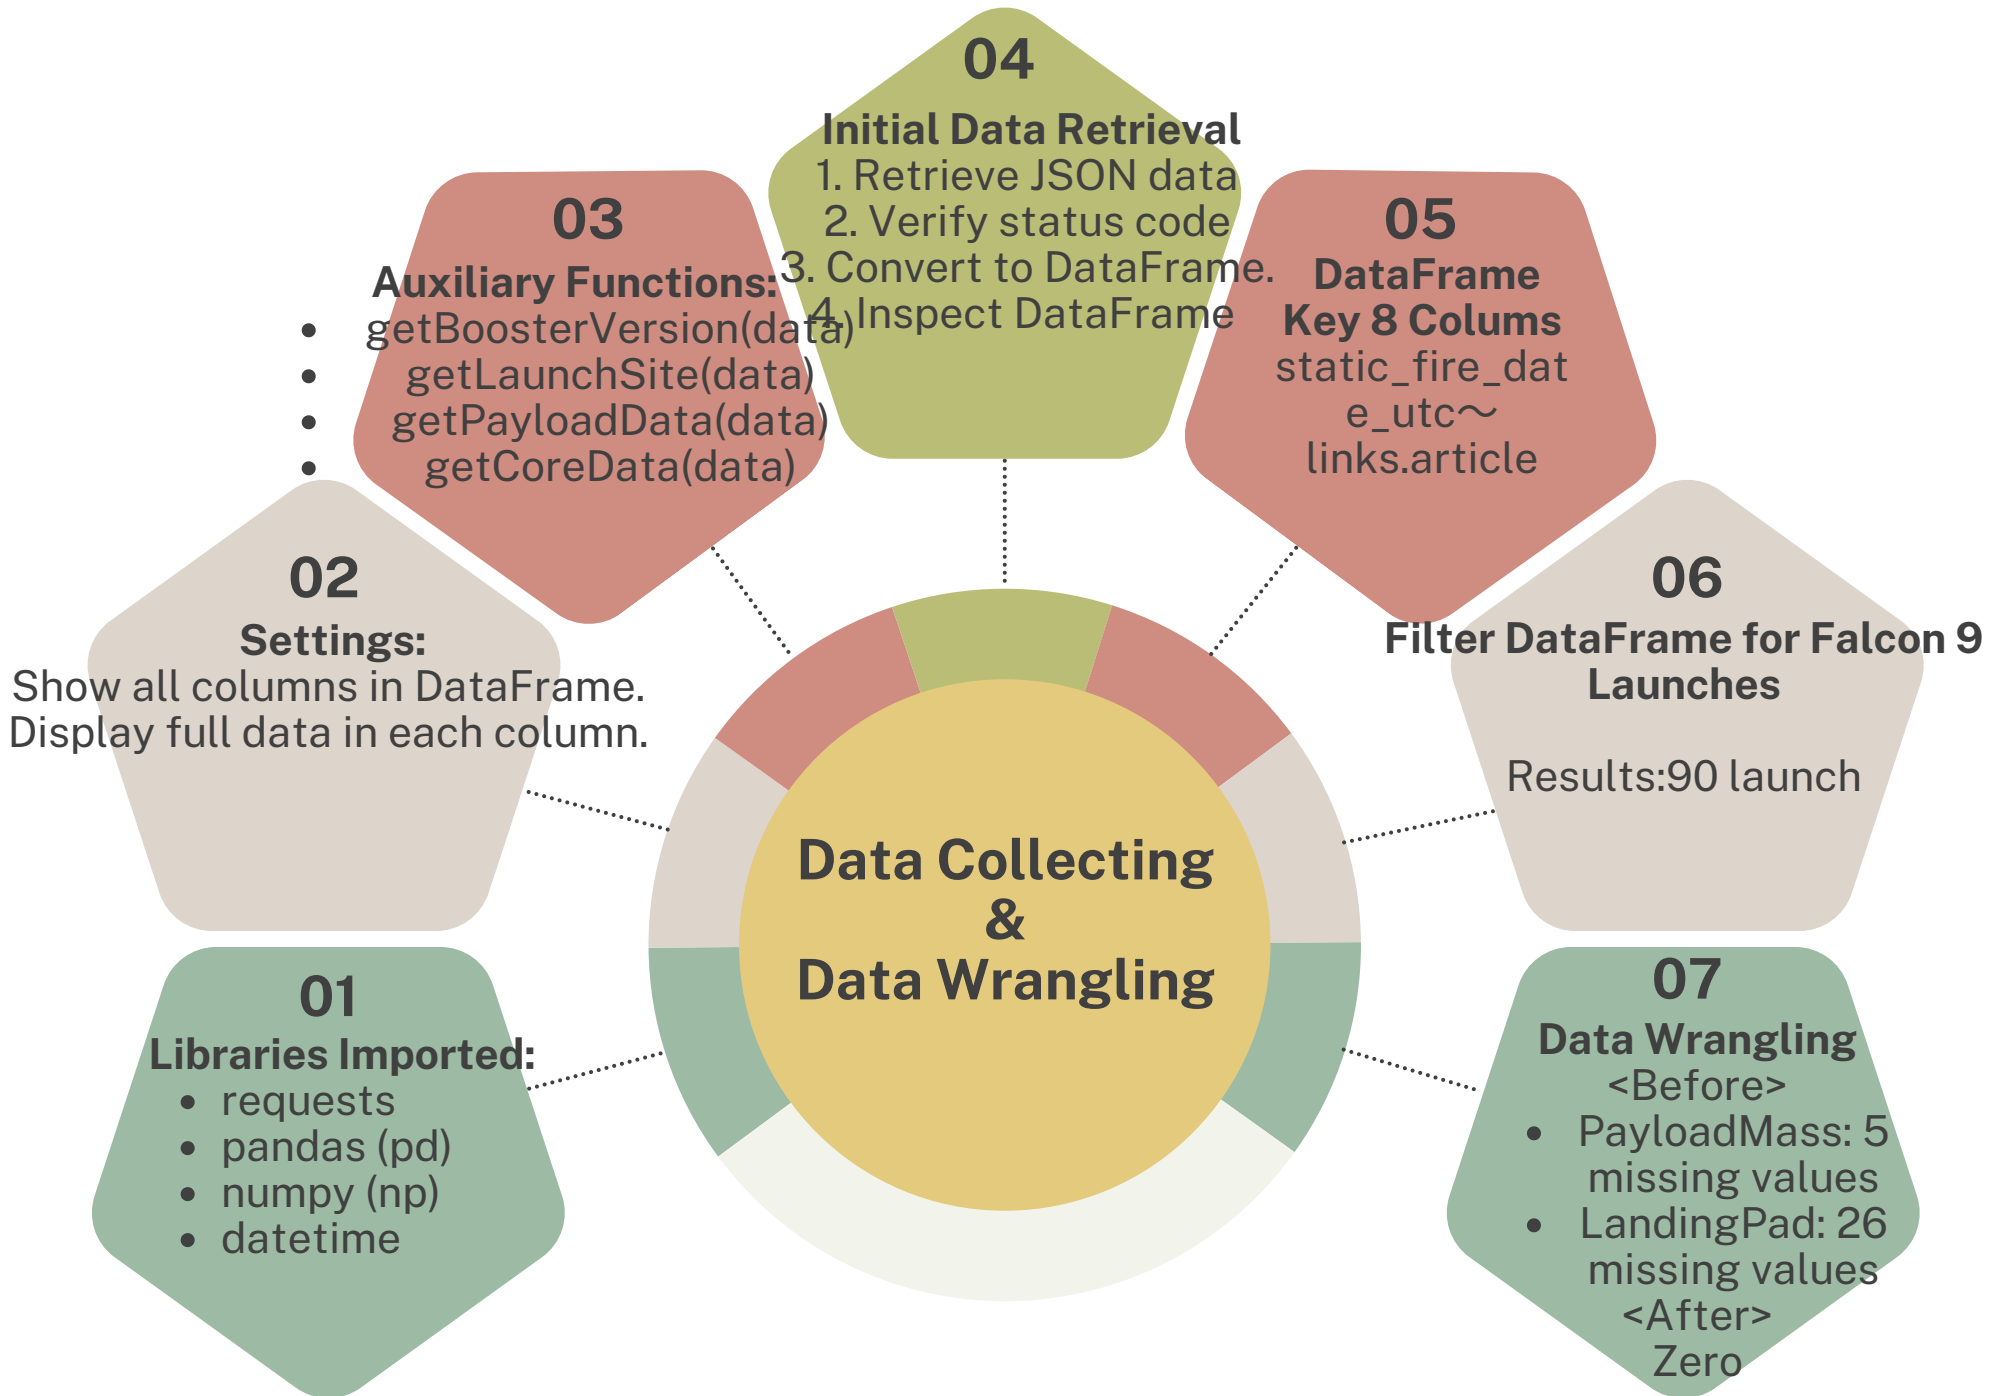 01
Libraries Imported:
• requests
• pandas (pd)
• numpy (np)
• datetime
02
Settings:
Show all columns in DataFrame.
Display full data in each column.
03
Auxiliary Functions:
• getBoosterVersion(data)
• getLaunchSite(data)
• getPayloadData(data)
• getCoreData(data)
04
Initial Data Retrieval
1. Retrieve JSON data
2. Verify status code
3. Convert to DataFrame.
4. Inspect DataFrame
05
DataFrame
Key 8 Colums
static_fire_dat
e_utc〜
links.article
06
Filter DataFrame for Falcon 9
Launches
Results:90 launch
07
Data Wrangling
<Before>
• PayloadMass: 5
missing values
• LandingPad: 26
missing values
<After>
Zero
Data Collecting
&
Data Wrangling